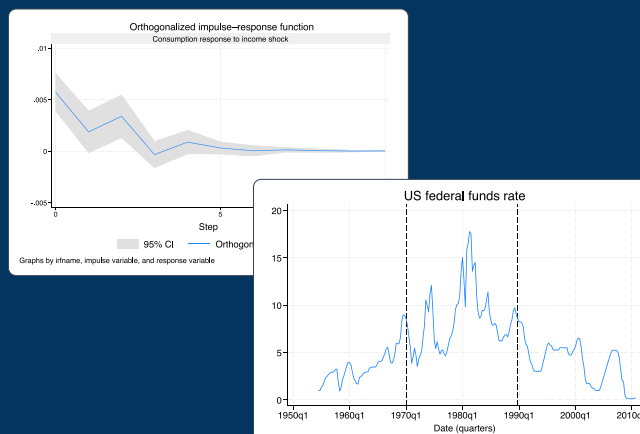 Orthogonalized impulse–response function
Consumption response to income shock
.01
.005
0
-.005
0
5
Step
95% CI
Orthogon
Graphs by irfname, impulse variable, and response variable
US federal funds rate
20
15
10
5
0
1950q1 1960q1 1970q1 1980q1 1990q1 2000q1 2010q
Date (quarters)